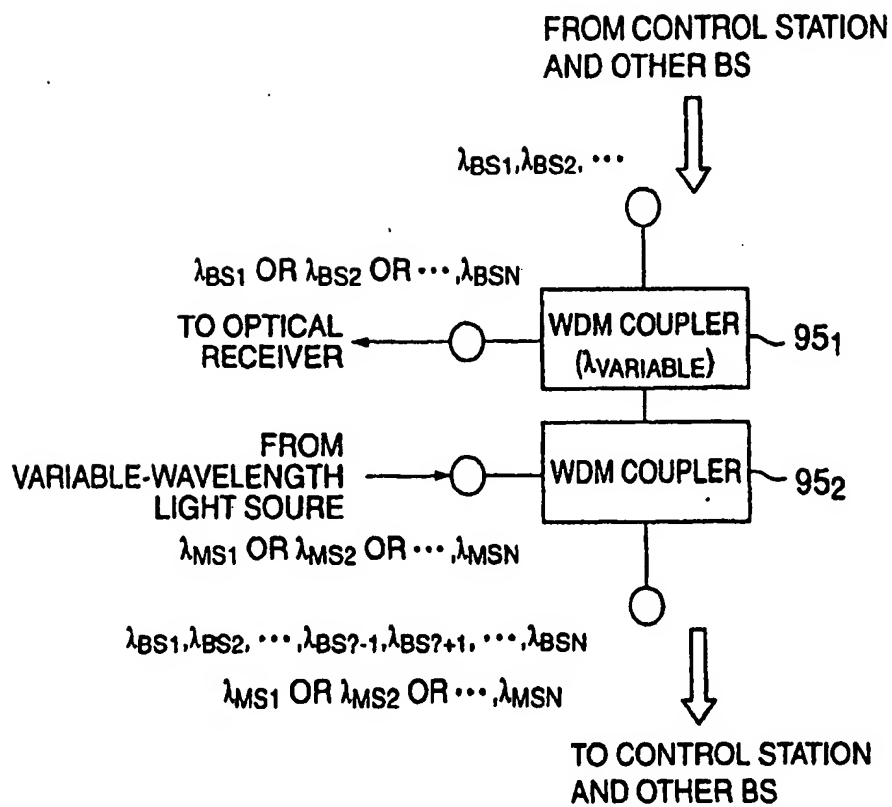 FROM CONTROL STATION
AND OTHER BS
λBS1,λBS2, ···
λBS1 OR λBS2 OR ···,λBSN
TO OPTICAL
RECEIVER
WDM COUPLER
(λVARIABLE)
951
FROM
VARIABLE-WAVELENGTH
LIGHT SOURE
WDM COUPLER
952
λMS1 OR λMS2 OR ···,λMSN
λBS1,λBS2, ···,λBS?-1,λBS?+1, ···,λBSN
λMS1 OR λMS2 OR ···,λMSN
TO CONTROL STATION
AND OTHER BS